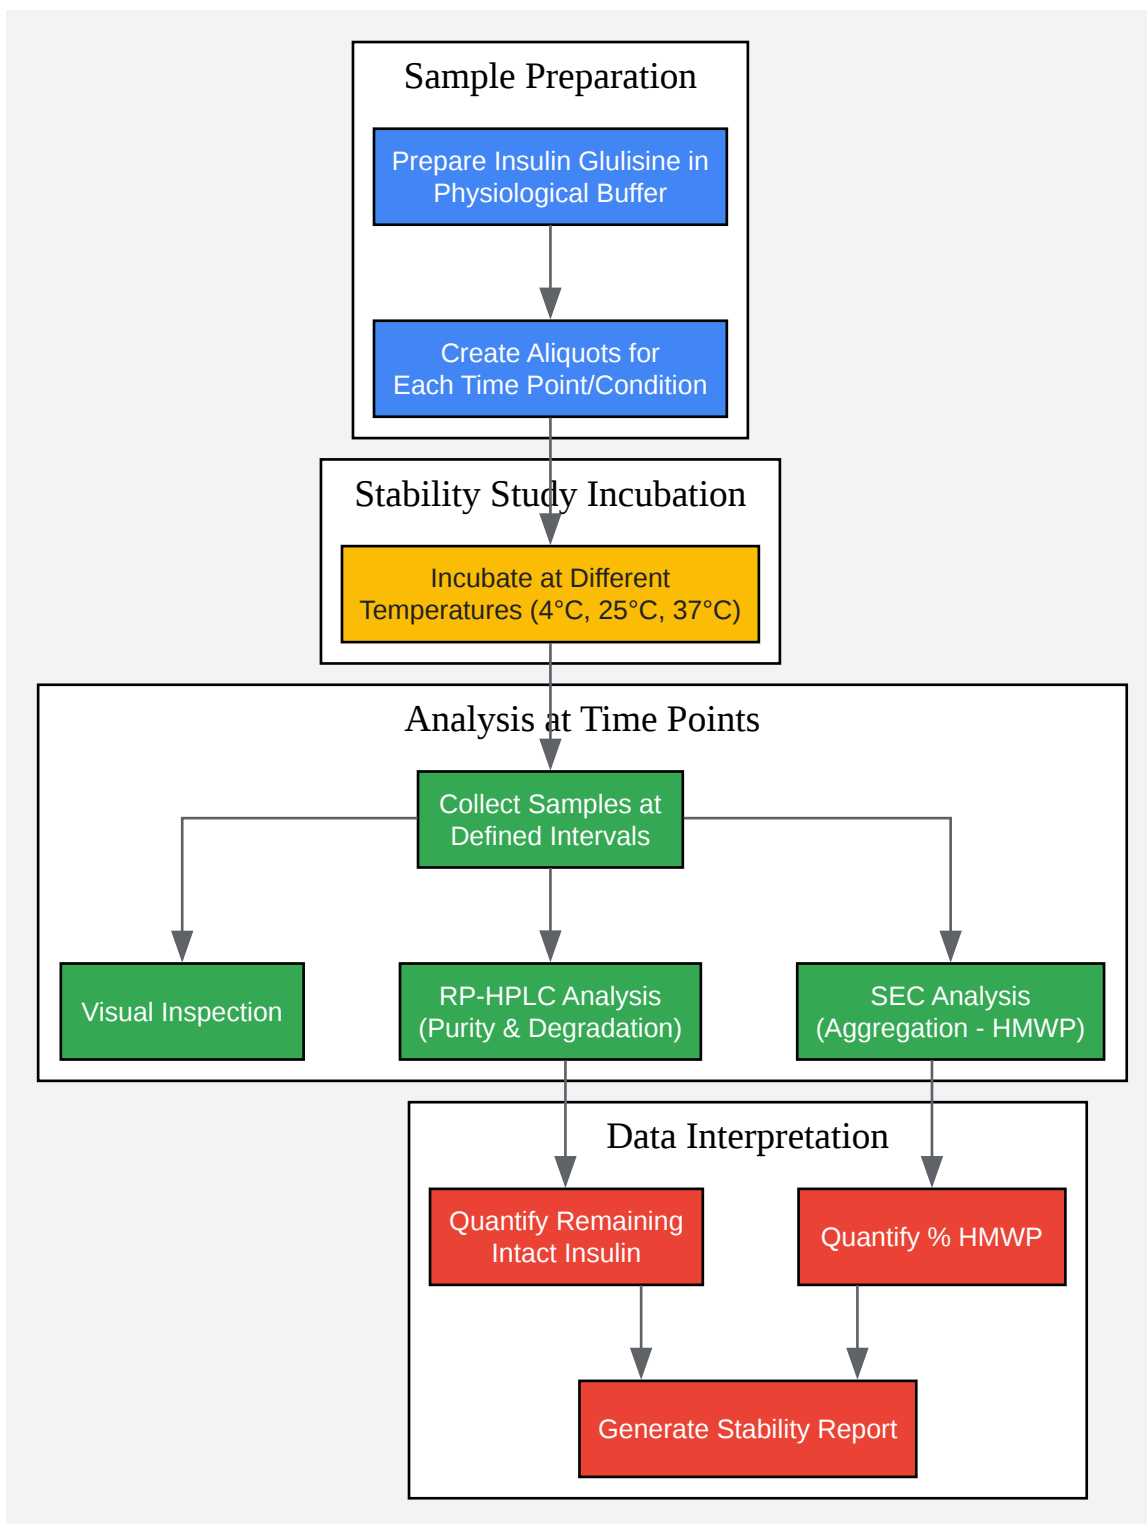 Sample Preparation
Prepare Insulin Glulisine in
Physiological Buffer
Create Aliquots for
Each Time Point/Condition
Stability Study Incubation
Incubate at Different
Temperatures (4°C, 25°C, 37°C)
Analysis at Time Points
Collect Samples at
Defined Intervals
Visual Inspection
RP-HPLC Analysis
(Purity & Degradation)
SEC Analysis
(Aggregation - HMWP)
Data Interpretation
Quantify Remaining
Intact Insulin
Quantify % HMWP
Generate Stability Report